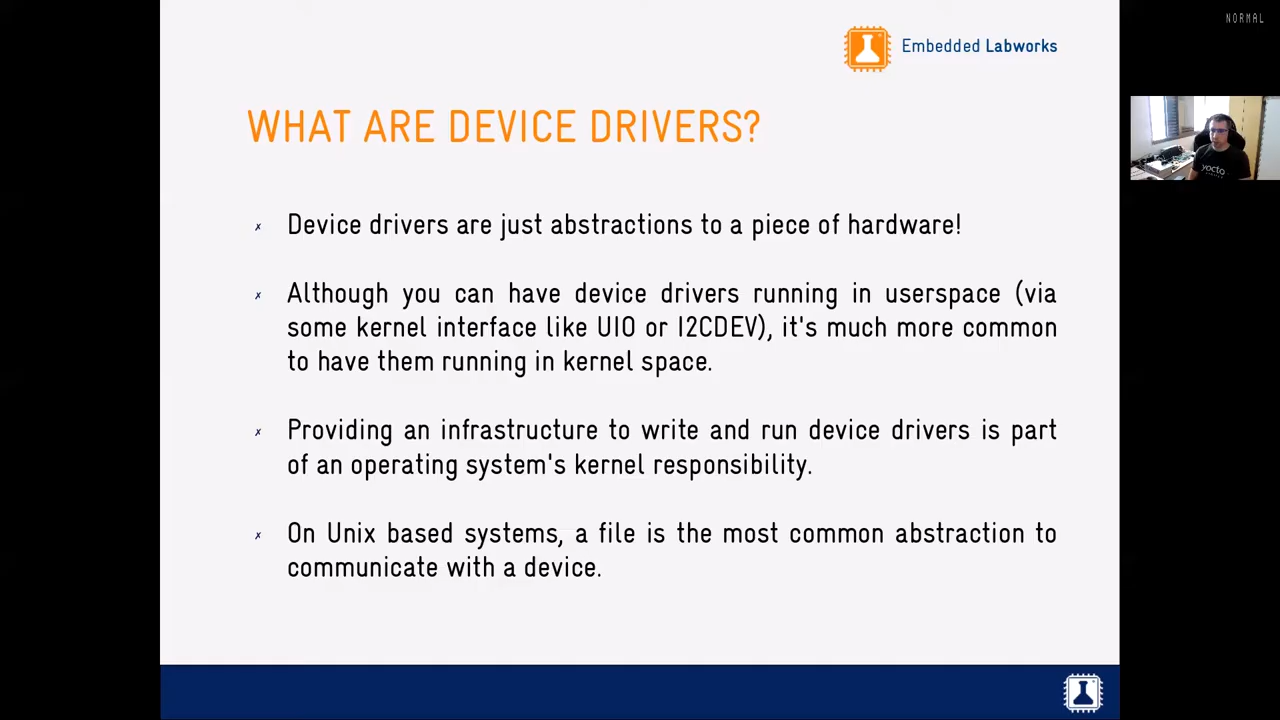 NORMAL
Embedded Labworks
WHAT ARE DEVICE DRIVERS?
✗ Device drivers are just abstractions to a piece of hardware!
✗ Although you can have device drivers running in userspace (via
some kernel interface like UIO or I2CDEV), it's much more common
to have them running in kernel space.
✗ Providing an infrastructure to write and run device drivers is part
of an operating system's kernel responsibility.
✗ On Unix based systems, a file is the most common abstraction to
communicate with a device.
yocto